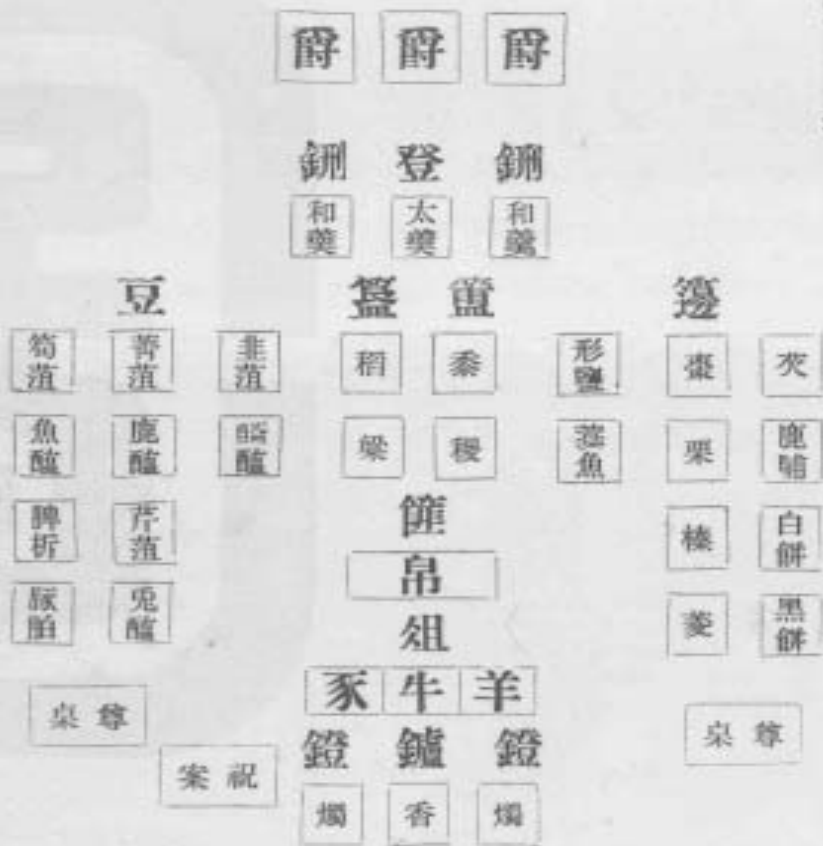 爵 爵 爵
鉶 登 鉶
和羹 太羹 和羹
豆 簋 簠 籩
筍菹 菁菹 韭菹 稻 黍 形鹽 棗 芡
魚醢 鹿醢 醓醢 粱 稷 薧魚 栗 鹿脯
脾析 芹菹 篚 榛 白餅
豚胉 兎醢 帛 菱 黑餅
俎
豕 牛 羊
桌尊 桌尊
鐙 鑪 鐙
案祝
燭 香 燭